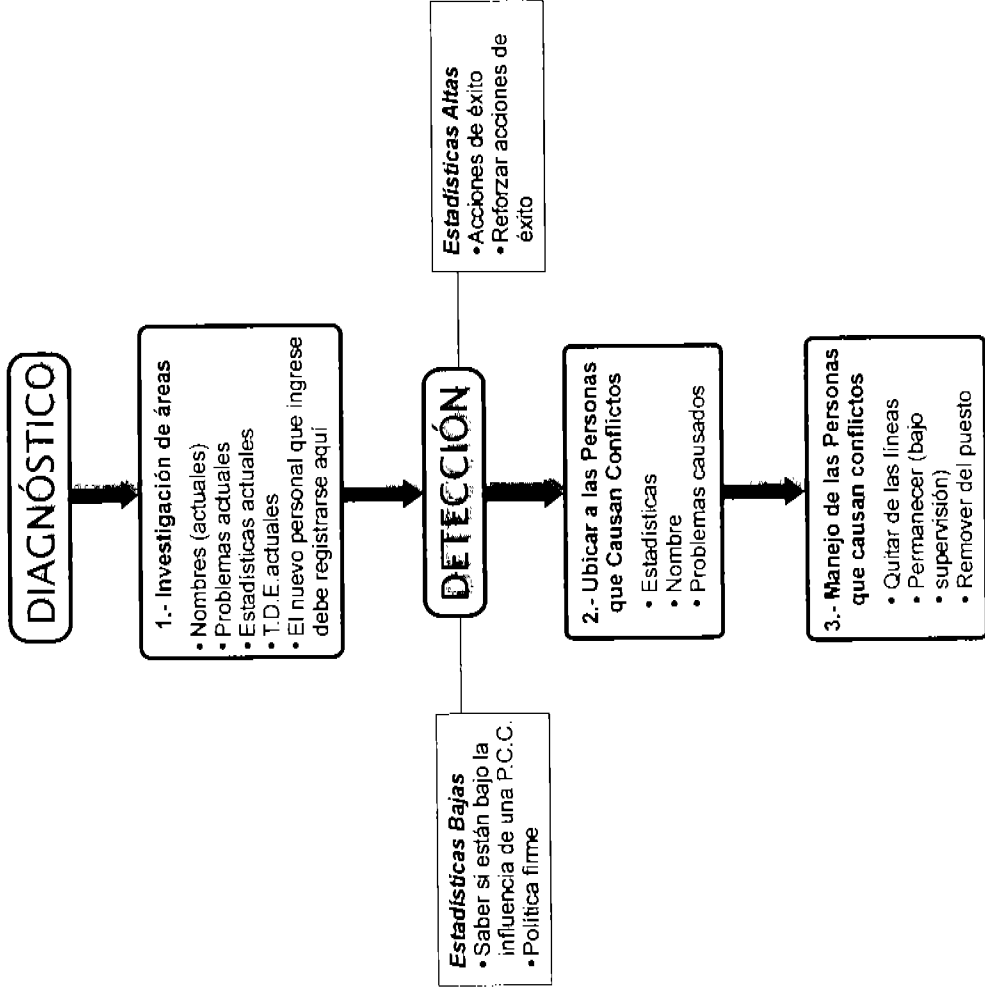 DIAGNÓSTICO
1.- Investigación de áreas
• Nombres (actuales)
• Problemas actuales
• Estadísticas actuales
• T.D.E. actuales
• El nuevo personal que ingrese
debe registrarse aquí
DETECCIÓN
Estadísticas Bajas
• Saber si están bajo la
influencia de una P.C.C.
• Política firme
Estadísticas Altas
• Acciones de éxito
• Reforzar acciones de
éxito
2.- Ubicar a las Personas
que Causan Conflictos
• Estadísticas
• Nombre
• Problemas causados
3.- Manejo de las Personas
que causan conflictos
• Quitar de las líneas
• Permanecer (bajo
• supervisión)
• Remover del puesto